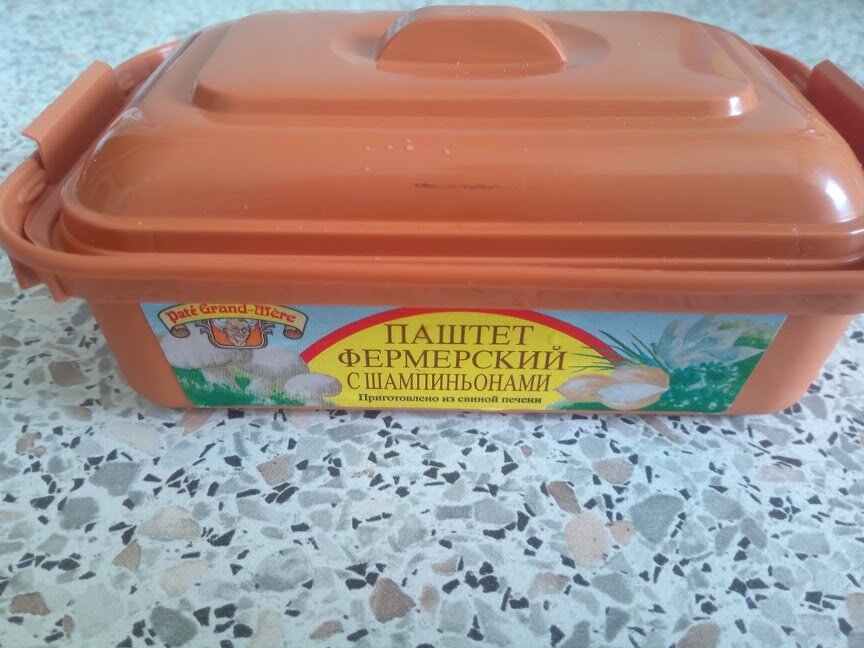 Paté Grand-Mère
ПАШТЕТ
ФЕРМЕРСКИЙ
С ШАМПИНЬОНАМИ
Приготовлено из свиной печени